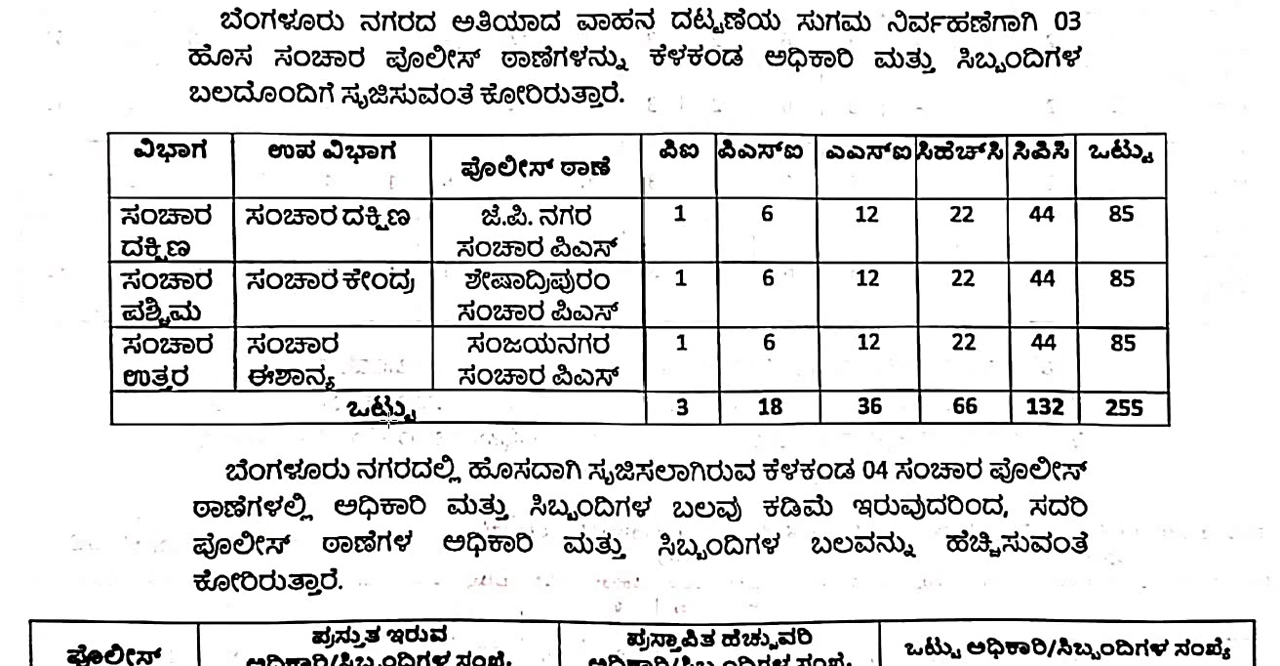 ಬೆಂಗಳೂರು ನಗರದ ಅತಿಯಾದ ವಾಹನ ದಟ್ಟಣೆಯ ಸುಗಮ ನಿರ್ವಹಣೆಗಾಗಿ 03
ಹೊಸ ಸಂಚಾರ ಪೊಲೀಸ್ ಠಾಣೆಗಳನ್ನು ಕೆಳಕಂಡ ಅಧಿಕಾರಿ ಮತ್ತು ಸಿಬ್ಬಂದಿಗಳ
ಬಲದೊಂದಿಗೆ ಸೃಜಿಸುವಂತೆ ಕೋರಿರುತ್ತಾರೆ.
ವಿಭಾಗ ಉಪ ವಿಭಾಗ ಪೊಲೀಸ್ ಠಾಣೆ ಪಿಐ ಪಿಎಸ್ಐ ಎಎಸ್ಐ ಸಿಹೆಚ್‌ಸಿ ಸಿಪಿಸಿ ಒಟ್ಟು
ಸಂಚಾರ ಸಂಚಾರ ದಕ್ಷಿಣ ಜೆ.ಪಿ. ನಗರ 1 6 12 22 44 85
ದಕ್ಷಿಣ ಸಂಚಾರ ಪಿಎಸ್
ಸಂಚಾರ ಸಂಚಾರ ಕೇಂದ್ರ ಶೇಷಾದ್ರಿಪುರಂ 1 6 12 22 44 85
ಪಶ್ಚಿಮ ಸಂಚಾರ ಪಿಎಸ್
ಸಂಚಾರ ಸಂಚಾರ ಸಂಜಯನಗರ 1 6 12 22 44 85
ಉತ್ತರ ಈಶಾನ್ಯ ಸಂಚಾರ ಪಿಎಸ್
ಒಟ್ಟು 3 18 36 66 132 255
ಬೆಂಗಳೂರು ನಗರದಲ್ಲಿ ಹೊಸದಾಗಿ ಸೃಜಿಸಲಾಗಿರುವ ಕೆಳಕಂಡ 04 ಸಂಚಾರ ಪೊಲೀಸ್
ಠಾಣೆಗಳಲ್ಲಿ ಅಧಿಕಾರಿ ಮತ್ತು ಸಿಬ್ಬಂದಿಗಳ ಬಲವು ಕಡಿಮೆ ಇರುವುದರಿಂದ, ಸದರಿ
ಪೊಲೀಸ್ ಠಾಣೆಗಳ ಅಧಿಕಾರಿ ಮತ್ತು ಸಿಬ್ಬಂದಿಗಳ ಬಲವನ್ನು ಹೆಚ್ಚಿಸುವಂತೆ
ಕೋರಿರುತ್ತಾರೆ.
ಪೊಲೀಸ್ ಪ್ರಸ್ತುತ ಇರುವ ಪ್ರಸ್ತಾಪಿತ ಹೆಚ್ಚುವರಿ ಒಟ್ಟು ಅಧಿಕಾರಿ/ಸಿಬ್ಬಂದಿಗಳ ಸಂಖ್ಯೆ
ಅಧಿಕಾರಿ/ಸಿಬ್ಬಂದಿಗಳ ಸಂಖ್ಯೆ ಅಧಿಕಾರಿ/ಸಿಬ್ಬಂದಿಗಳ ಸಂಖ್ಯೆ